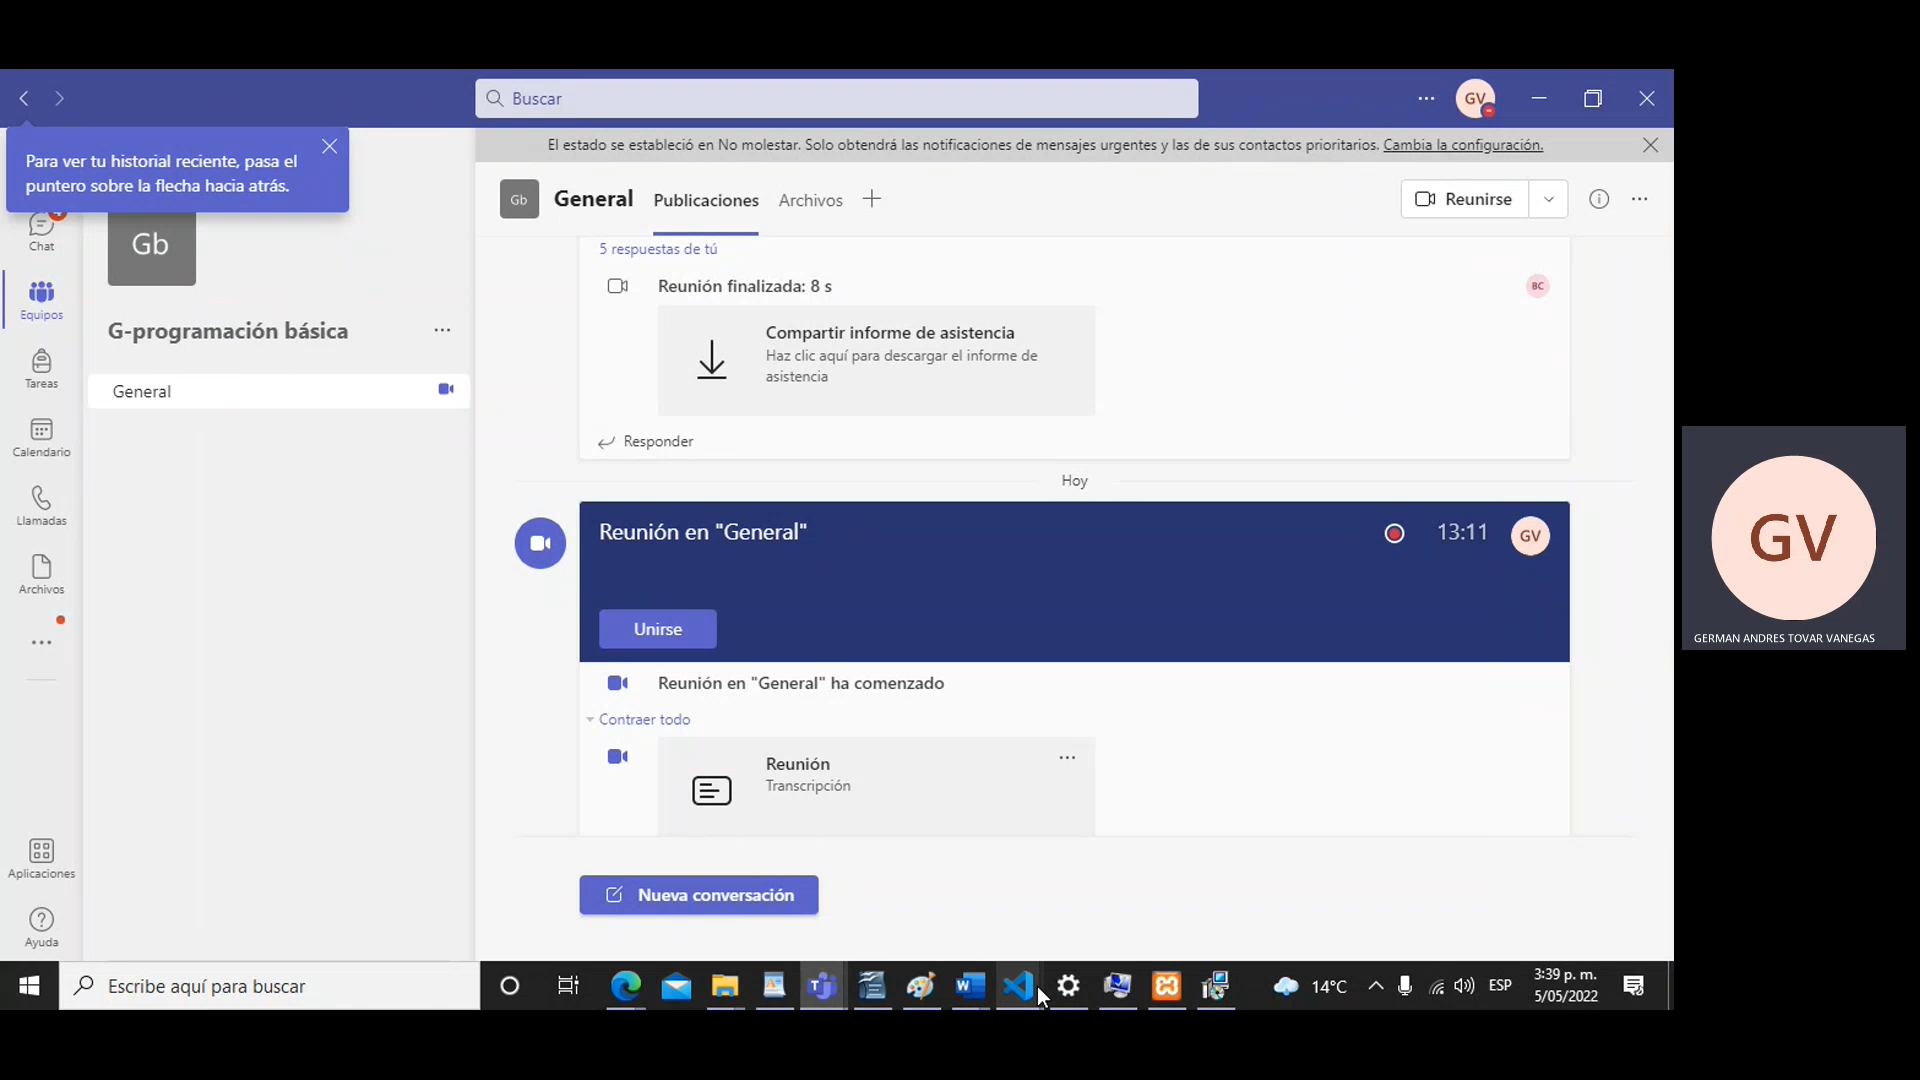 Buscar
GV
Para ver tu historial reciente, pasa el
puntero sobre la flecha hacia atrás.
El estado se estableció en No molestar. Solo obtendrá las notificaciones de mensajes urgentes y las de sus contactos prioritarios. Cambia la configuración.
Gb
General
Publicaciones
Archivos
Reunirse
Chat
Equipos
Tareas
Calendario
Llamadas
Archivos
Aplicaciones
Ayuda
Gb
G-programación básica
General
5 respuestas de tú
Reunión finalizada: 8 s
BC
Compartir informe de asistencia
Haz clic aquí para descargar el informe de
asistencia
Responder
Hoy
Reunión en "General"
13:11
GV
Unirse
Reunión en "General" ha comenzado
Contraer todo
Reunión
Transcripción
Nueva conversación
GV
GERMAN ANDRES TOVAR VANEGAS
Escribe aquí para buscar
14°C
ESP
3:39 p. m.
5/05/2022